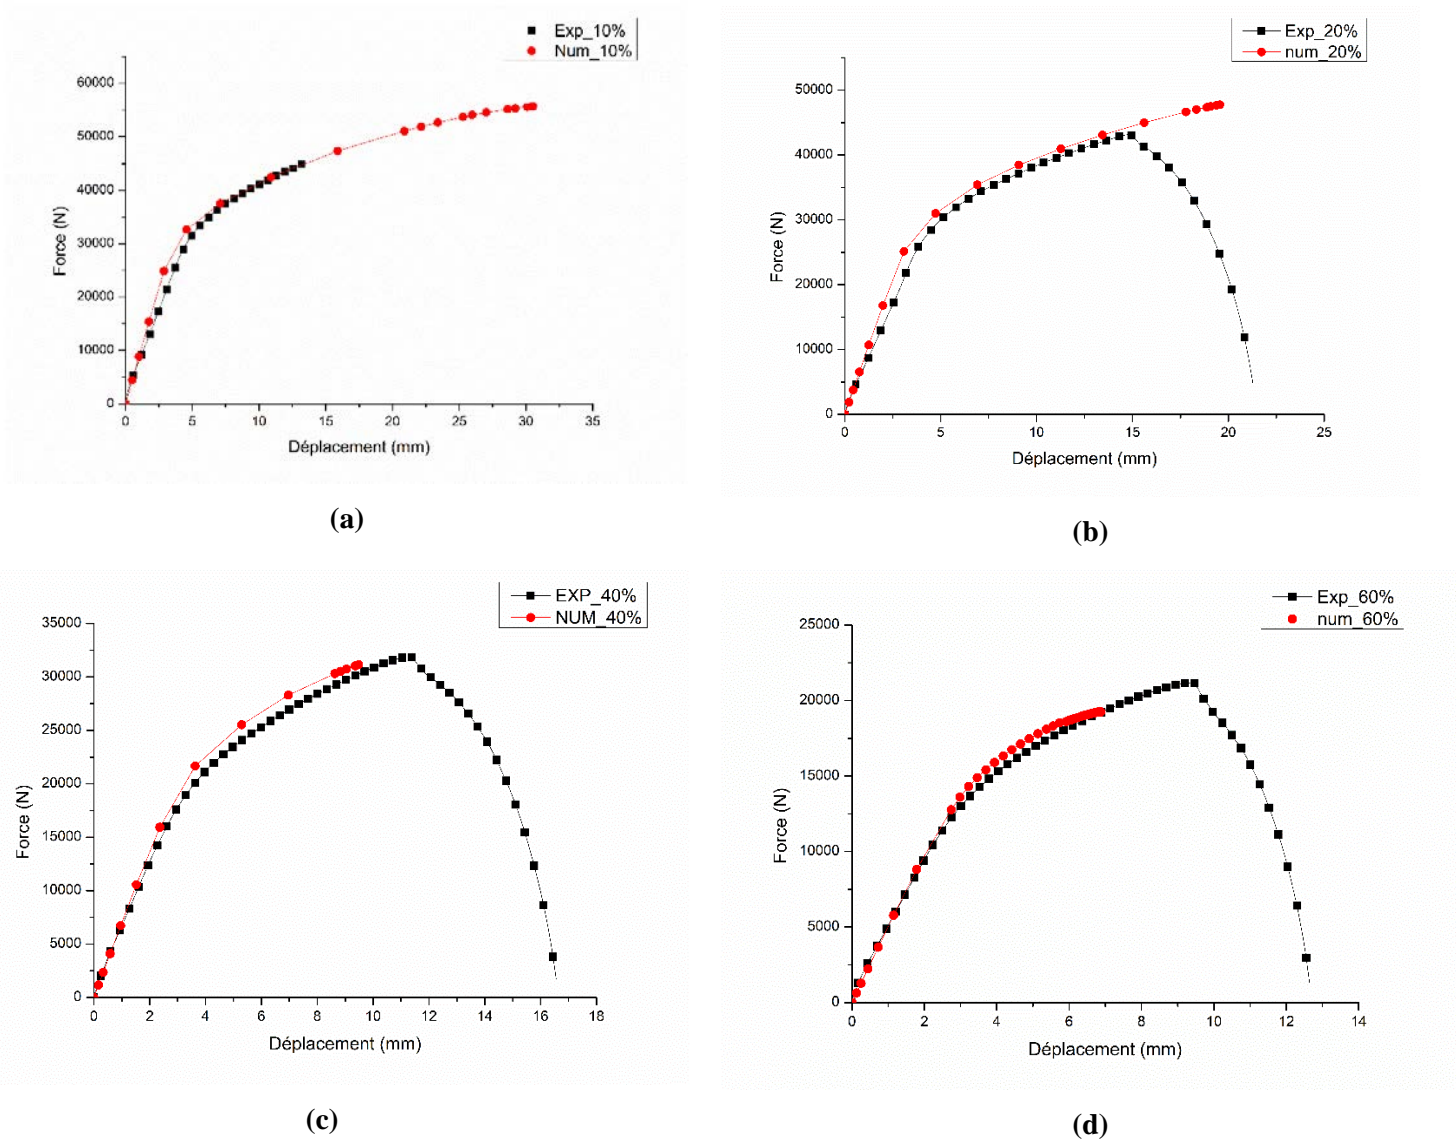 Exp_10%
Num_10%
60000
50000
40000
30000
20000
10000
0
Force (N)
0 5 10 15 20 25 30 35
Déplacement (mm)
(a)
Exp_20%
num_20%
50000
40000
30000
20000
10000
0
Force (N)
0 5 10 15 20 25
Déplacement (mm)
(b)
EXP_40%
NUM_40%
35000
30000
25000
20000
15000
10000
5000
0
Force (N)
0 2 4 6 8 10 12 14 16 18
Déplacement (mm)
(c)
Exp_60%
num_60%
25000
20000
15000
10000
5000
0
Force (N)
0 2 4 6 8 10 12 14
Déplacement (mm)
(d)